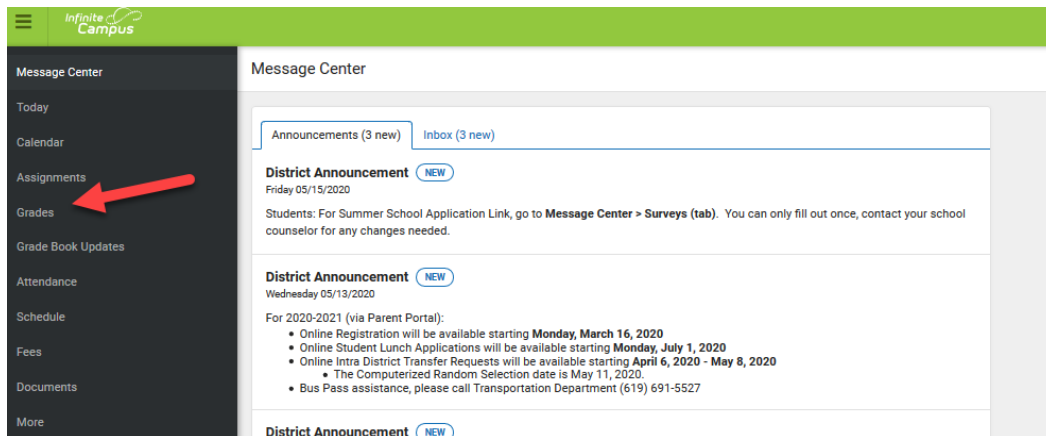 Infinite
Campus
Message Center
Today
Calendar
Assignments
Grades
Grade Book Updates
Attendance
Schedule
Fees
Documents
More
Message Center
Announcements (3 new)
Inbox (3 new)
District Announcement NEW
Friday 05/15/2020
Students: For Summer School Application Link, go to Message Center > Surveys (tab). You can only fill out once, contact your school
counselor for any changes needed.
District Announcement NEW
Wednesday 05/13/2020
For 2020-2021 (via Parent Portal):
• Online Registration will be available starting Monday, March 16, 2020
• Online Student Lunch Applications will be available starting Monday, July 1, 2020
• Online Intra District Transfer Requests will be available starting April 6, 2020 - May 8, 2020
• The Computerized Random Selection date is May 11, 2020.
• Bus Pass assistance, please call Transportation Department (619) 691-5527
District Announcement NEW